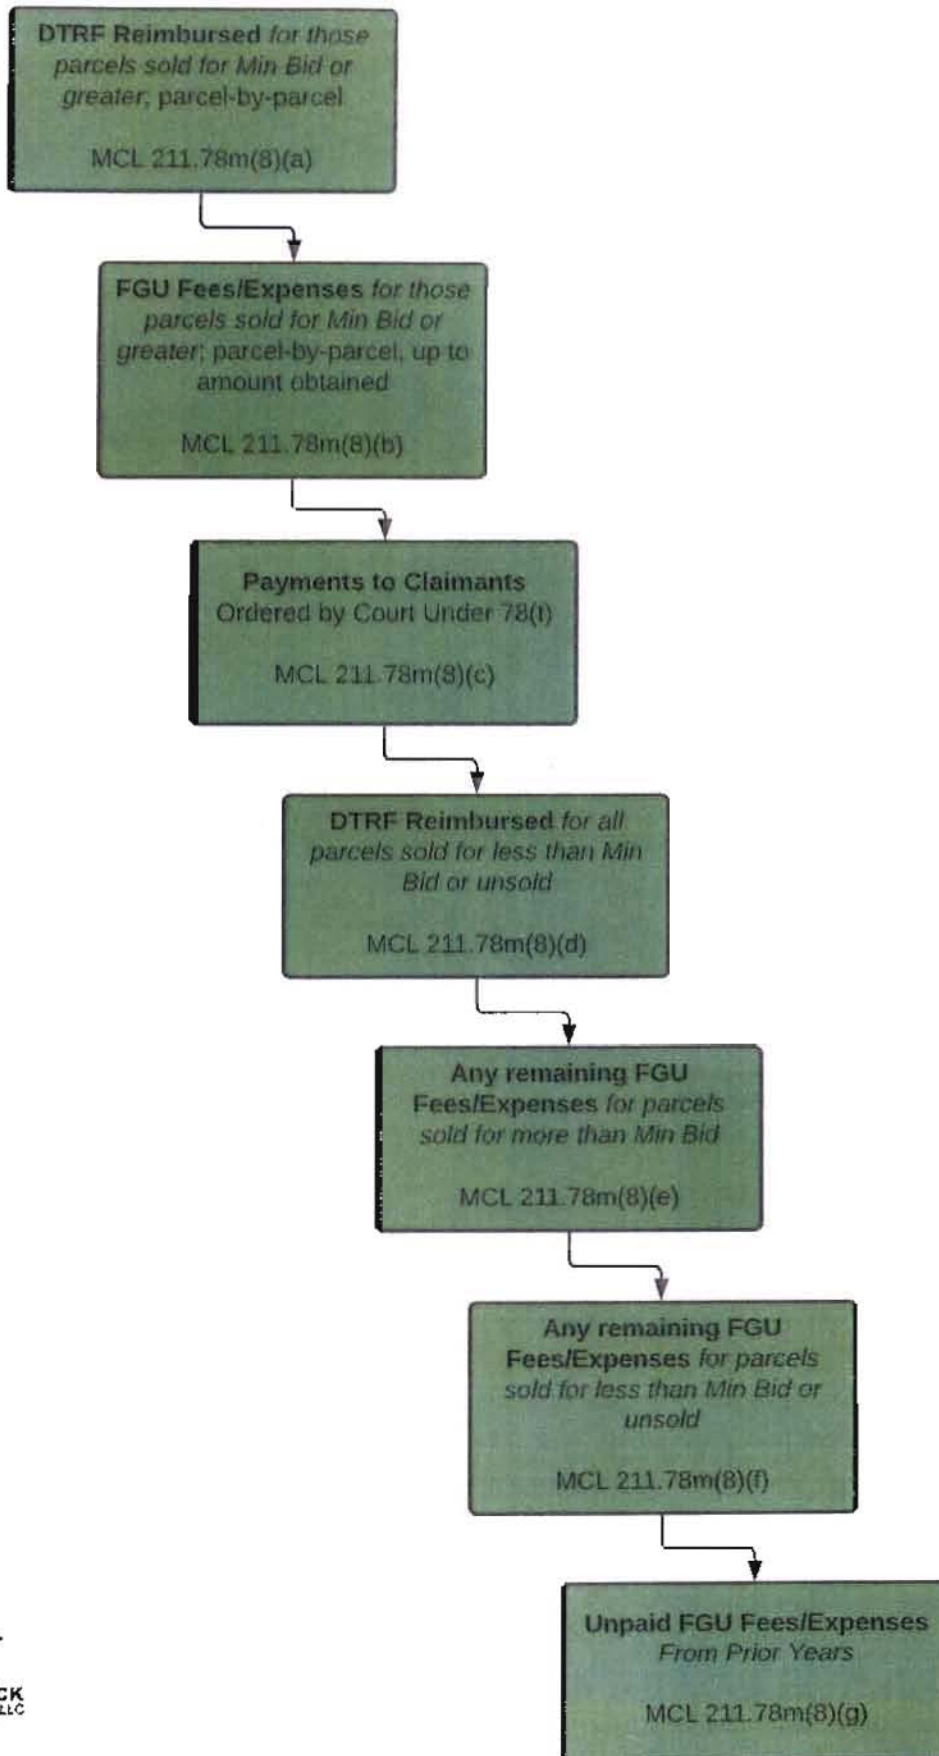 DTRF Reimbursed for those
parcels sold for Min Bid or
greater; parcel-by-parcel
MCL 211.78m(8)(a)
FGU Fees/Expenses for those
parcels sold for Min Bid or
greater; parcel-by-parcel, up to
amount obtained
MCL 211.78m(8)(b)
Payments to Claimants
Ordered by Court Under 78(t)
MCL 211.78m(8)(c)
DTRF Reimbursed for all
parcels sold for less than Min
Bid or unsold
MCL 211.78m(8)(d)
Any remaining FGU
Fees/Expenses for parcels
sold for more than Min Bid
MCL 211.78m(8)(e)
Any remaining FGU
Fees/Expenses for parcels
sold for less than Min Bid or
unsold
MCL 211.78m(8)(f)
Unpaid FGU Fees/Expenses
From Prior Years
MCL 211.78m(8)(g)
CK
LLC